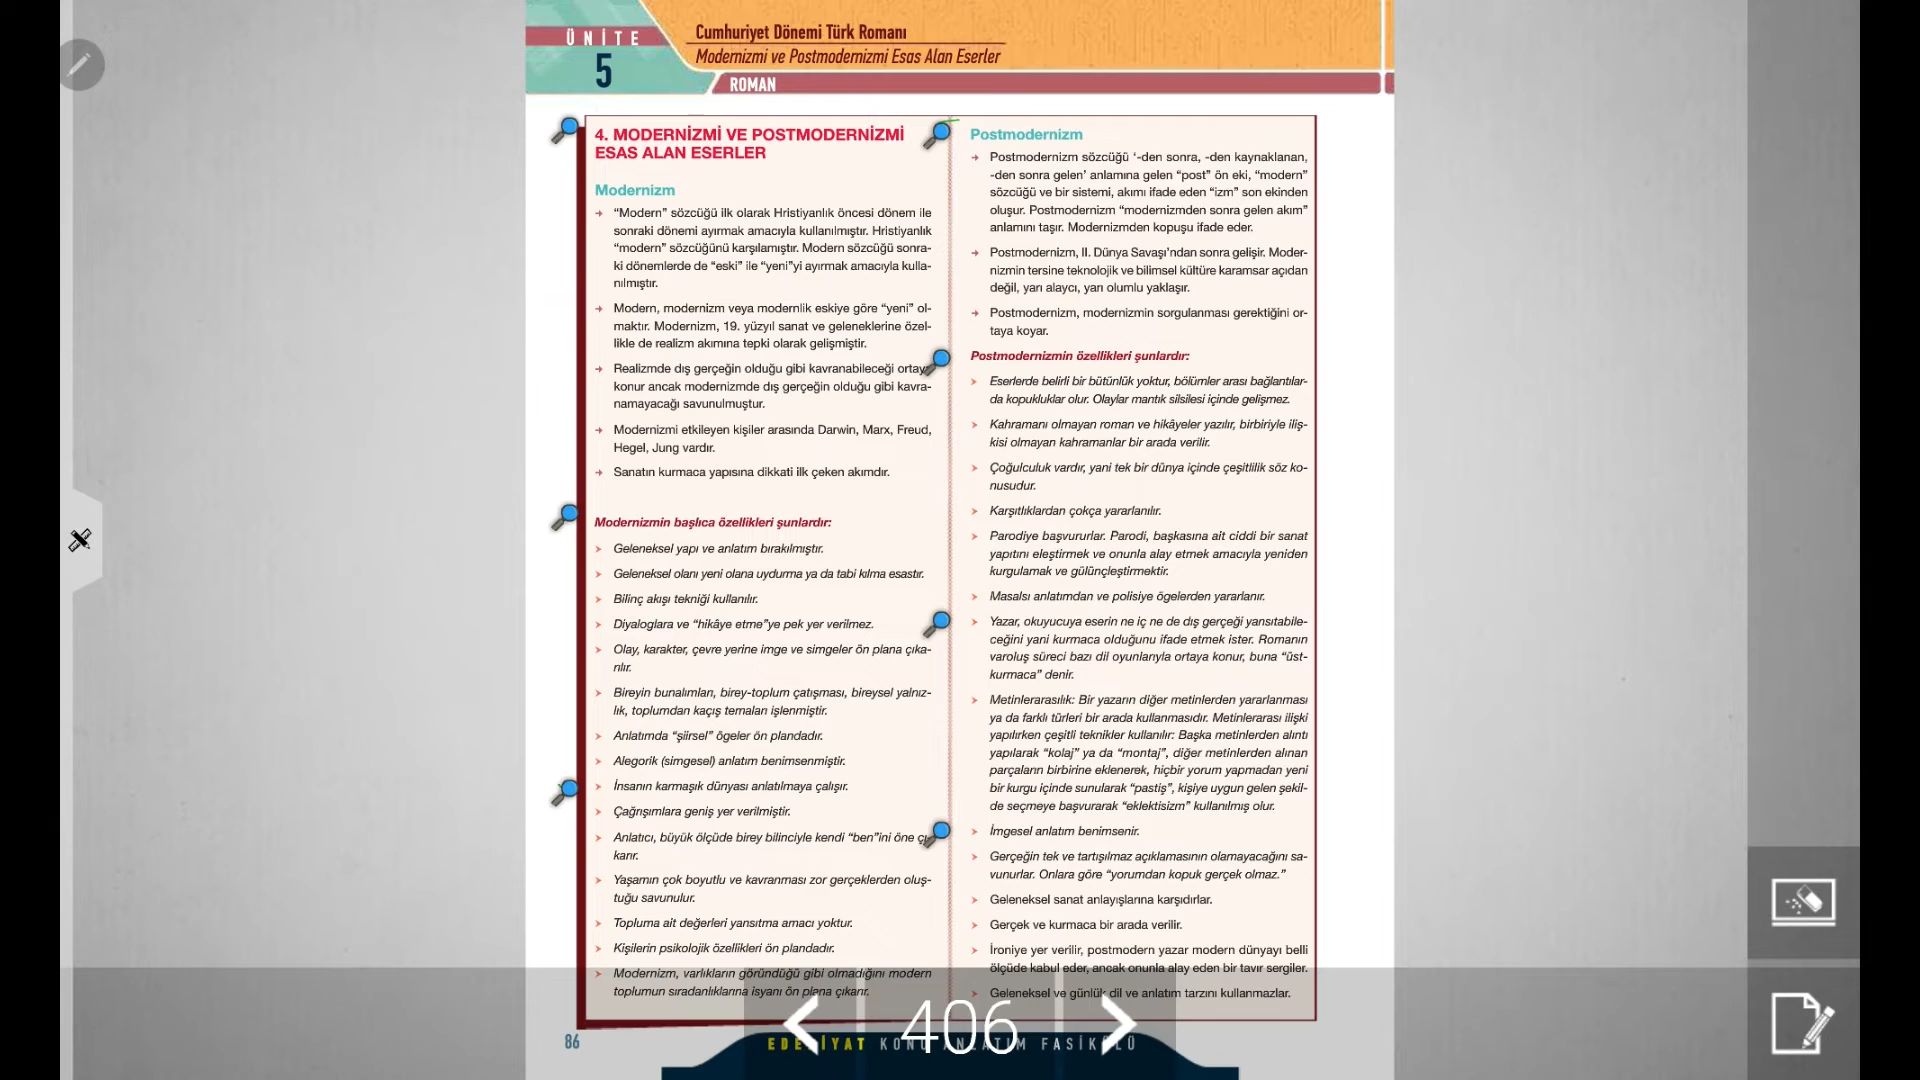 ÜNİTE
5
Cumhuriyet Dönemi Türk Romanı
Modernizmi ve Postmodernizmi Esas Alan Eserler
ROMAN
4. MODERNİZMİ VE POSTMODERNİZMİ
ESAS ALAN ESERLER
Modernizm
“Modern” sözcüğü ilk olarak Hristiyanlık öncesi dönem ile
sonraki dönemi ayırmak amacıyla kullanılmıştır. Hristiyanlık
“modern” sözcüğünü karşılamıştır. Modern sözcüğü sonra-
ki dönemlerde de “eski” ile “yeni”yi ayırmak amacıyla kulla-
nılmıştır.
Modern, modernizm veya modernlik eskiye göre “yeni” ol-
maktır. Modernizm, 19. yüzyıl sanat ve geleneklerine özel-
likle de realizm akımına tepki olarak gelişmiştir.
Realizmde dış gerçeğin olduğu gibi kavranabileceği ortaya
konur ancak modernizmde dış gerçeğin olduğu gibi kavra-
namayacağı savunulmuştur.
Modernizmi etkileyen kişiler arasında Darwin, Marx, Freud,
Hegel, Jung vardır.
Sanatın kurmaca yapısına dikkati ilk çeken akımdır.
Modernizmin başlıca özellikleri şunlardır:
Geleneksel yapı ve anlatım bırakılmıştır.
Geleneksel olanı yeni olana uydurma ya da tabi kılma esastır.
Bilinç akışı tekniği kullanılır.
Diyaloglara ve “hikâye etme”ye pek yer verilmez.
Olay, karakter, çevre yerine imge ve simgeler ön plana çıka-
rılır.
Bireyin bunalımları, birey-toplum çatışması, bireysel yalnız-
lık, toplumdan kaçış temaları işlenmiştir.
Anlatımda “şiirsel” ögeler ön plandadır.
Alegorik (simgesel) anlatım benimsenmiştir.
İnsanın karmaşık dünyası anlatılmaya çalışır.
Çağrışımlara geniş yer verilmiştir.
Anlatıcı, büyük ölçüde birey bilinciyle kendi “ben”ini öne çı-
karır.
Yaşamın çok boyutlu ve kavranması zor gerçeklerden oluş-
tuğu savunulur.
Topluma ait değerleri yansıtma amacı yoktur.
Kişilerin psikolojik özellikleri ön plandadır.
Modernizm, varlıkların göründüğü gibi olmadığını modern
toplumun sıradanlıklarına isyanı ön plana çıkarır.
Postmodernizm
Postmodernizm sözcüğü ‘-den sonra, -den kaynaklanan,
-den sonra gelen’ anlamına gelen “post” ön eki, “modern”
sözcüğü ve bir sistemi, akımı ifade eden “izm” son ekinden
oluşur. Postmodernizm “modernizmden sonra gelen akım”
anlamını taşır. Modernizmden kopuşu ifade eder.
Postmodernizm, II. Dünya Savaşı’ndan sonra gelişir. Moder-
nizmin tersine teknolojik ve bilimsel kültüre karamsar açıdan
değil, yarı alaycı, yarı olumlu yaklaşır.
Postmodernizm, modernizmin sorgulanması gerektiğini or-
taya koyar.
Postmodernizmin özellikleri şunlardır:
Eserlerde belirli bir bütünlük yoktur, bölümler arası bağlantılar-
da kopukluklar olur. Olaylar mantık silsilesi içinde gelişmez.
Kahramanı olmayan roman ve hikâyeler yazılır, birbiriyle iliş-
kisi olmayan kahramanlar bir arada verilir.
Çoğulculuk vardır, yani tek bir dünya içinde çeşitlilik söz ko-
nusudur.
Karşıtlıklardan çokça yararlanılır.
Parodiye başvururlar. Parodi, başkasına ait ciddi bir sanat
yapıtını eleştirmek ve onunla alay etmek amacıyla yeniden
kurgulamak ve gülünçleştirmektir.
Masalsı anlatımdan ve polisiye ögelerden yararlanır.
Yazar, okuyucuya eserin ne iç ne de dış gerçeği yansıtabile-
ceğini yani kurmaca olduğunu ifade etmek ister. Romanın
varoluş süreci bazı dil oyunlarıyla ortaya konur, buna “üst-
kurmaca” denir.
Metinlerarasılık: Bir yazarın diğer metinlerden yararlanması
ya da farklı türleri bir arada kullanmasıdır. Metinlerarası ilişki
yapılırken çeşitli teknikler kullanılır: Başka metinlerden alıntı
yapılarak “kolaj” ya da “montaj”, diğer metinlerden alınan
parçaların birbirine eklenerek, hiçbir yorum yapmadan yeni
bir kurgu içinde sunularak “pastiş”, kişiye uygun gelen şekil-
de seçmeye başvurarak “eklektisizm” kullanılmış olur.
İmgesel anlatım benimsenir.
Gerçeğin tek ve tartışılmaz açıklamasının olamayacağını sa-
vunurlar. Onlara göre “yorumdan kopuk gerçek olmaz.”
Geleneksel sanat anlayışlarına karşıdırlar.
Gerçek ve kurmaca bir arada verilir.
İroniye yer verilir, postmodern yazar modern dünyayı belli
ölçüde kabul eder, ancak onunla alay eden bir tavır sergiler.
Geleneksel ve günlük dil ve anlatım tarzını kullanmazlar.
86
406
EDEBİYAT KONU ANLATIM FASİKÜLÜ